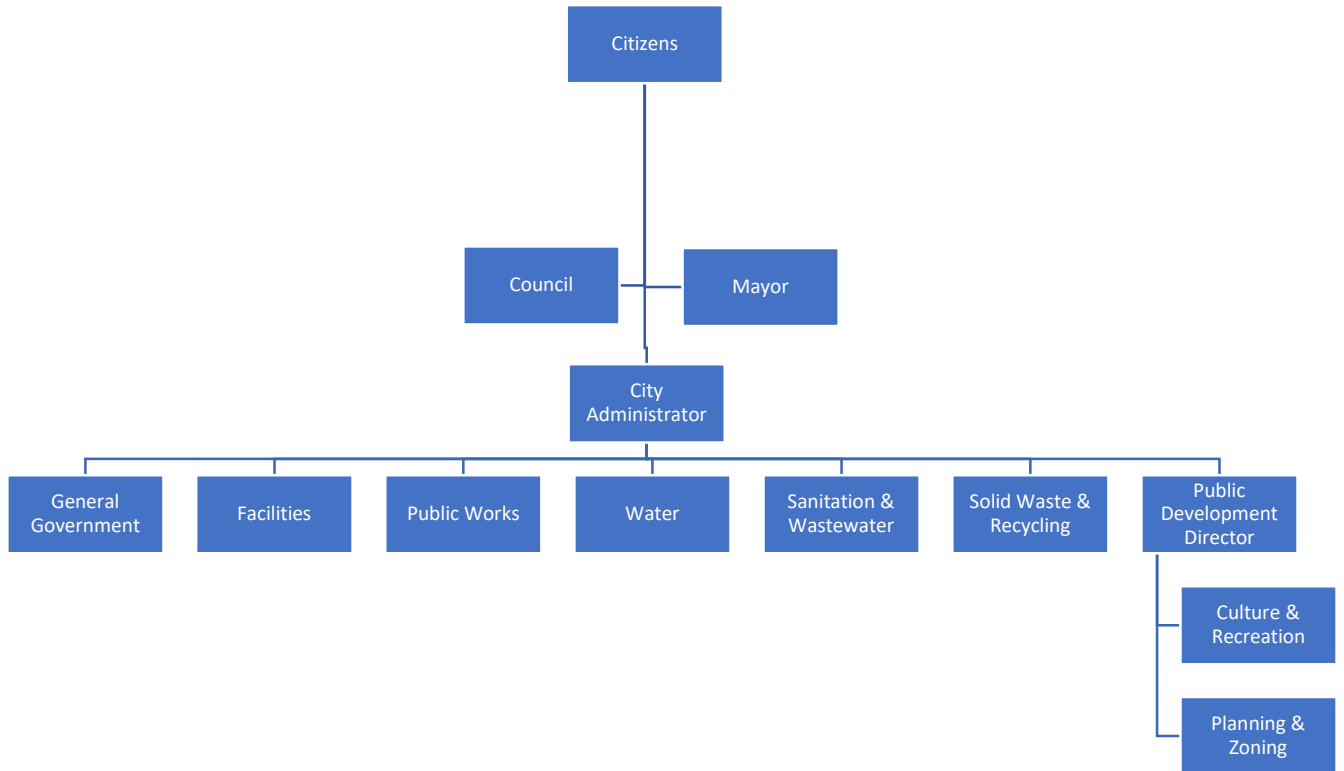 Citizens
Council
Mayor
City
Administrator
General
Government
Facilities
Public Works
Water
Sanitation &
Wastewater
Solid Waste &
Recycling
Public
Development
Director
Culture &
Recreation
Planning &
Zoning